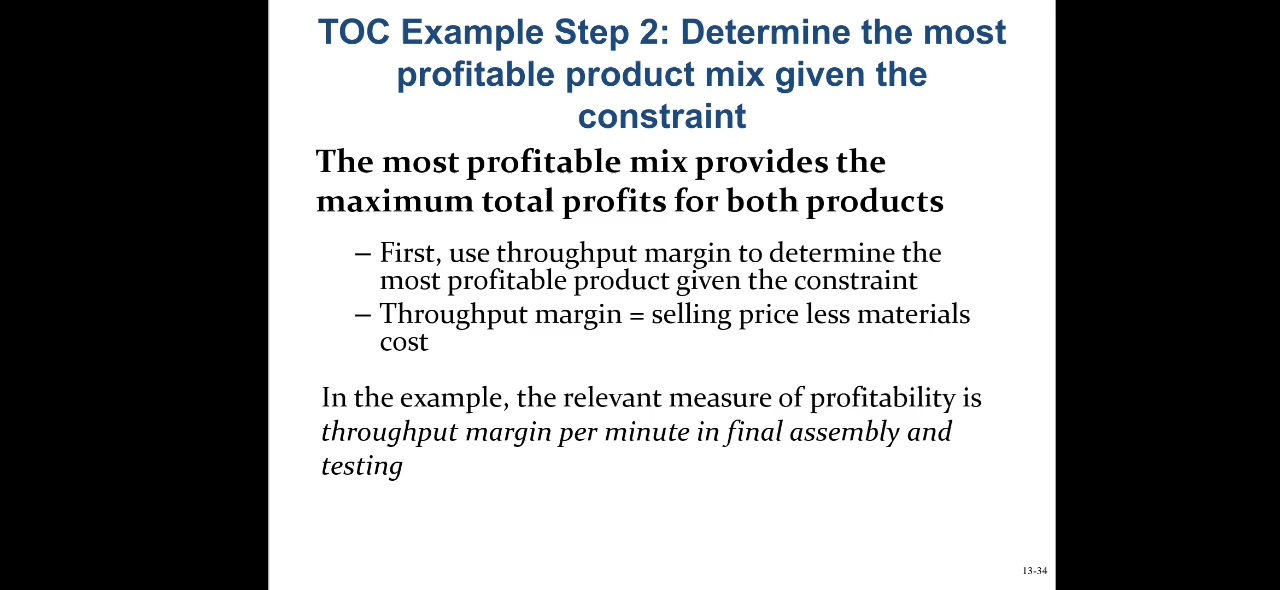 TOC Example Step 2: Determine the most
profitable product mix given the
constraint
The most profitable mix provides the
maximum total profits for both products
– First, use throughput margin to determine the
most profitable product given the constraint
– Throughput margin = selling price less materials
cost
In the example, the relevant measure of profitability is
throughput margin per minute in final assembly and
testing
13-34